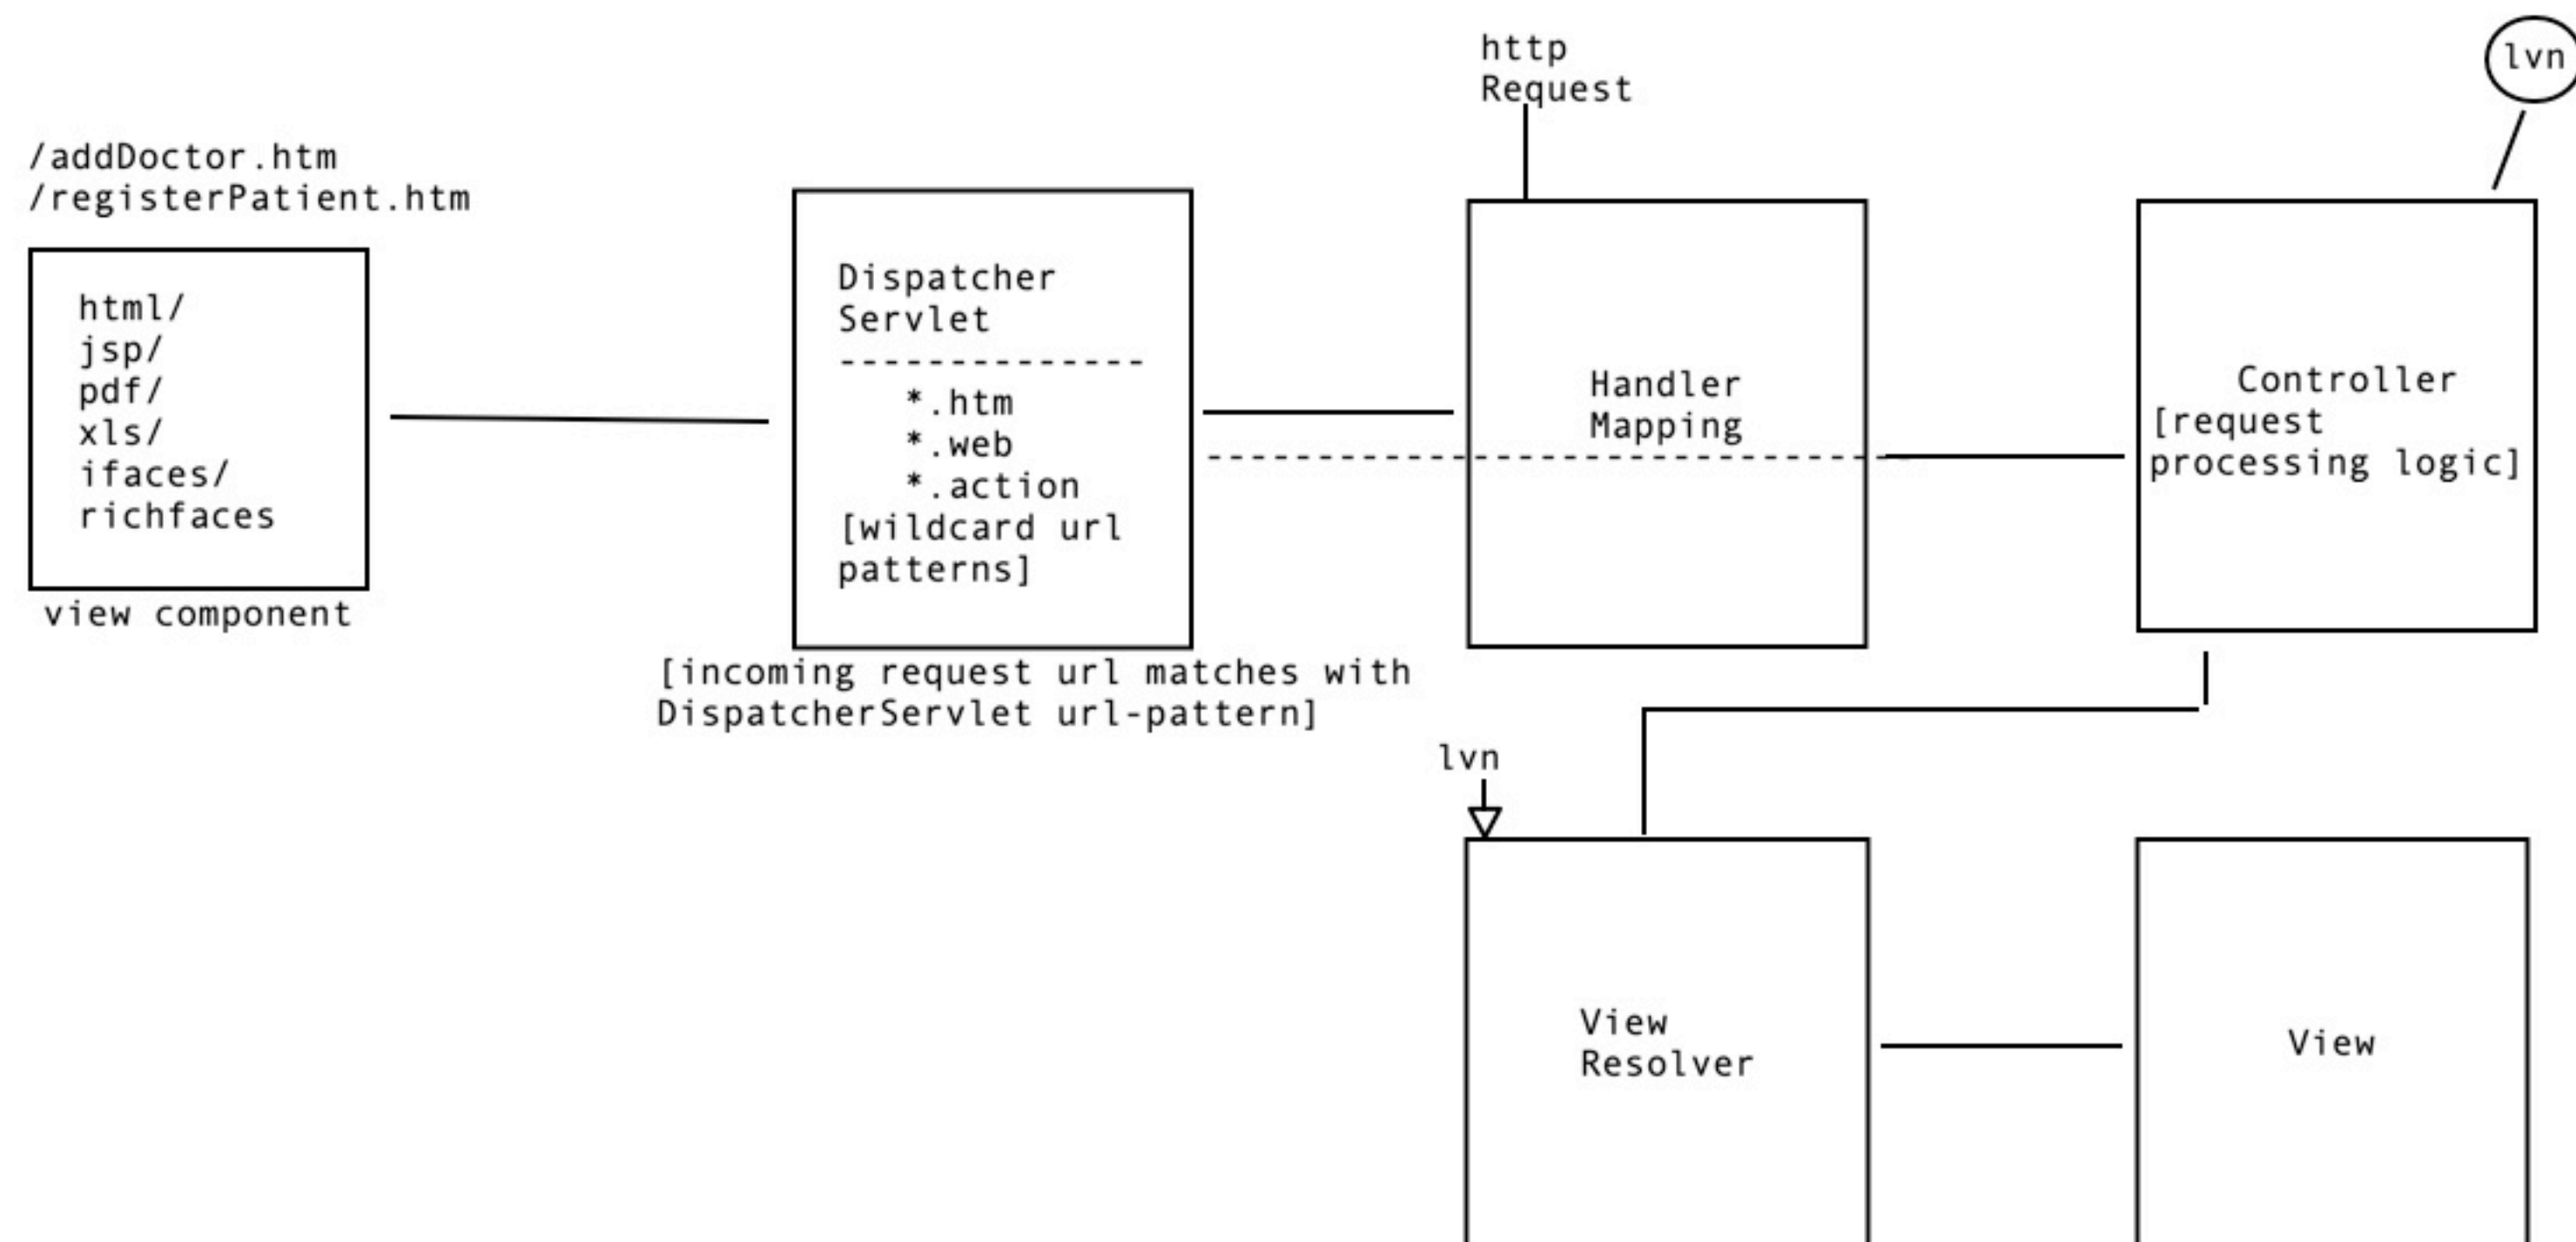 /addDoctor.htm
/registerPatient.htm
html/
jsp/
pdf/
xls/
ifaces/
richfaces
view component
Dispatcher
Servlet
--------------
*.htm
*.web
*.action
[wildcard url
patterns]
[incoming request url matches with
DispatcherServlet url-pattern]
http
Request
Handler
Mapping
lvn
Controller
[request
processing logic]
lvn
View
Resolver
View